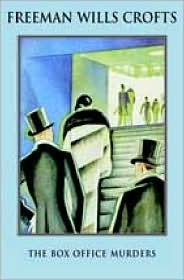 FREEMAN WILLS CROFTS
THE BOX OFFICE MURDERS